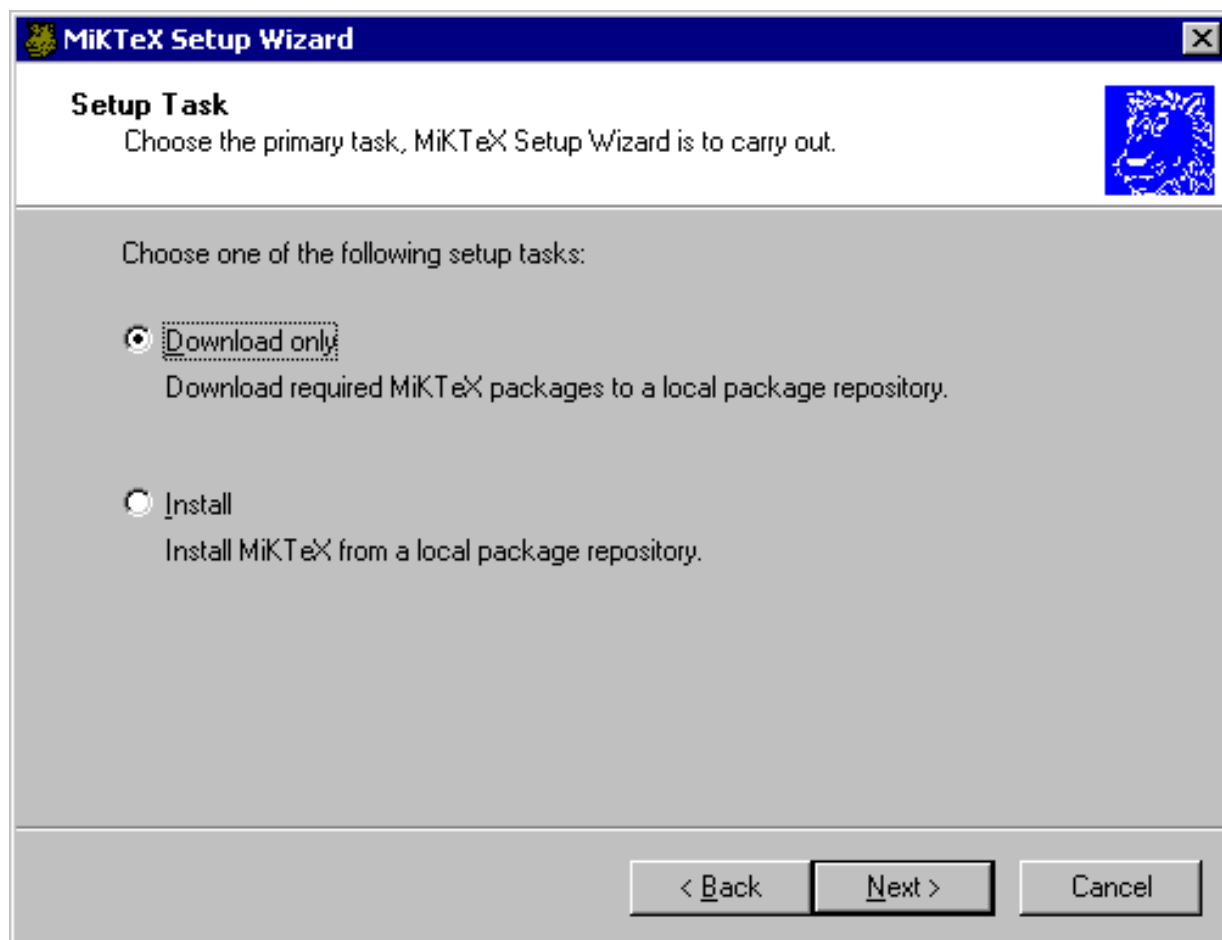 MiKTeX Setup Wizard
Setup Task
Choose the primary task, MiKTeX Setup Wizard is to carry out.
Choose one of the following setup tasks:
Download only
Download required MiKTeX packages to a local package repository.
Install
Install MiKTeX from a local package repository.
< Back Next > Cancel